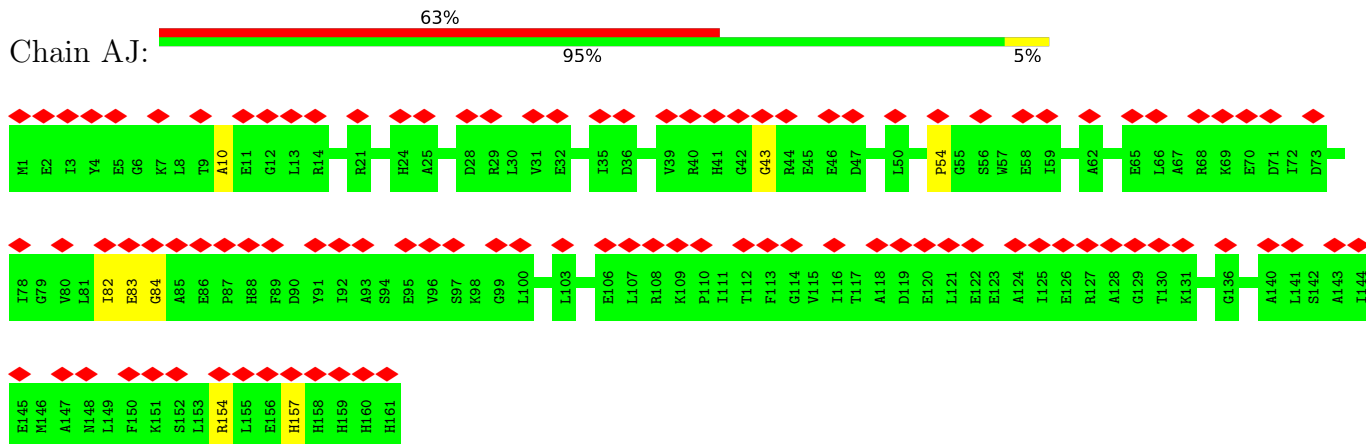 63%
Chain AJ:
95% 5%
M1 E2 I3 Y4 E5 G6 K7 L8 T9 A10 E11 G12 L13 R14 R21 H24 A25 D28 R29 L30 V31 E32 I35 D36 V39 R40 H41 G42 G43 R44 E45 E46 D47 L50 P54 G55 S56 W57 E58 I59 A62 E65 L66 A67 R68 K69 E70 D71 I72 D73
I78 G79 V80 L81 I82 E83 G84 A85 E86 P87 H88 F89 D90 Y91 I92 A93 S94 E95 V96 S97 K98 G99 L100 L103 E106 L107 R108 K109 P110 I111 T112 F113 G114 V115 I116 T117 A118 D119 E120 L121 E122 E123 A124 I125 E126 R127 A128 G129 T130 K131 G136 A140 L141 S142 A143 I144
E145 M146 A147 N148 L149 F150 K151 S152 L153 R154 L155 E156 H157 H158 H159 H160 H161